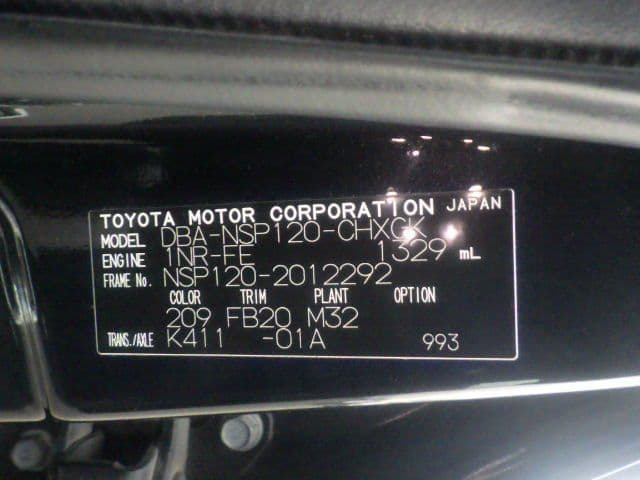 TOYOTA MOTOR CORPORATION JAPAN
MODEL DBA-NSP120-CHXGK
ENGINE 1NR-FE 1329 mL
FRAME No. NSP120-2012292
COLOR TRIM PLANT OPTION
209 FB20 M32
TRANS./AXLE K411 -01A 993